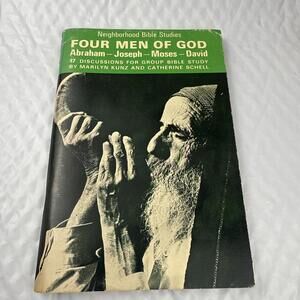 Neighborhood Bible Studies
FOUR MEN OF GOD
Abraham—Joseph—Moses—David
17 DISCUSSIONS FOR GROUP BIBLE STUDY
BY MARILYN KUNZ AND CATHERINE SCHELL